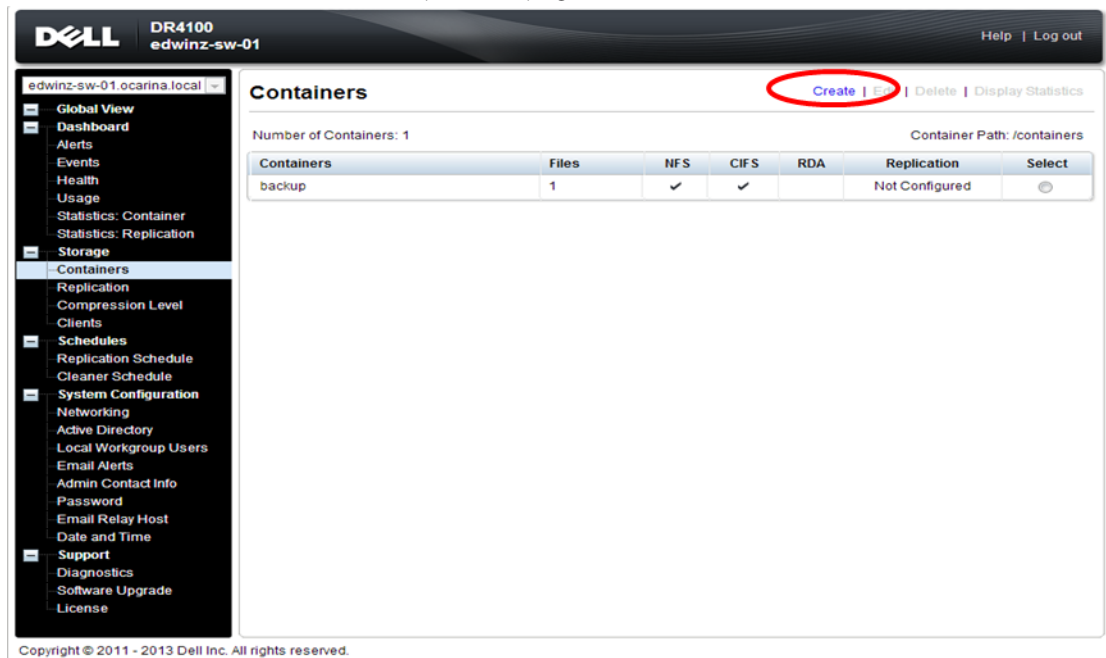 DELL
DR4100
edwinz-sw-01
Help | Log out
edwinz-sw-01.ocarina.local
Global View
Dashboard
Alerts
Events
Health
Usage
Statistics: Container
Statistics: Replication
Storage
Containers
Replication
Compression Level
Clients
Schedules
Replication Schedule
Cleaner Schedule
System Configuration
Networking
Active Directory
Local Workgroup Users
Email Alerts
Admin Contact Info
Password
Email Relay Host
Date and Time
Support
Diagnostics
Software Upgrade
License
Containers
Create | Edit | Delete | Display Statistics
Number of Containers: 1
Container Path: /containers
Containers Files NFS CIFS RDA Replication Select
backup 1 ✔ ✔ Not Configured
Copyright © 2011 - 2013 Dell Inc. All rights reserved.